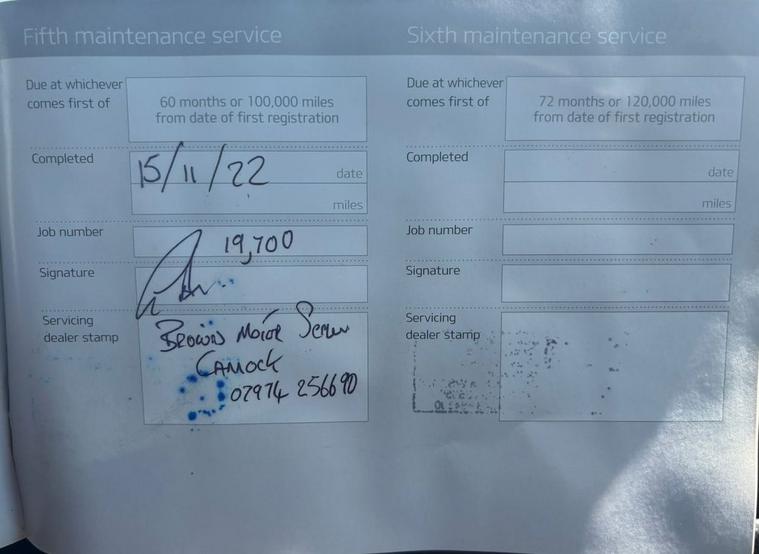 Fifth maintenance service
Due at whichever comes first of
60 months or 100,000 miles
from date of first registration
Completed
15/11/22 date
miles
Job number
19,700
Signature
Servicing
dealer stamp
Browns Motor
Camock
07974 256690
Sixth maintenance service
Due at whichever comes first of
72 months or 120,000 miles
from date of first registration
Completed
date
miles
Job number
Signature
Servicing
dealer stamp